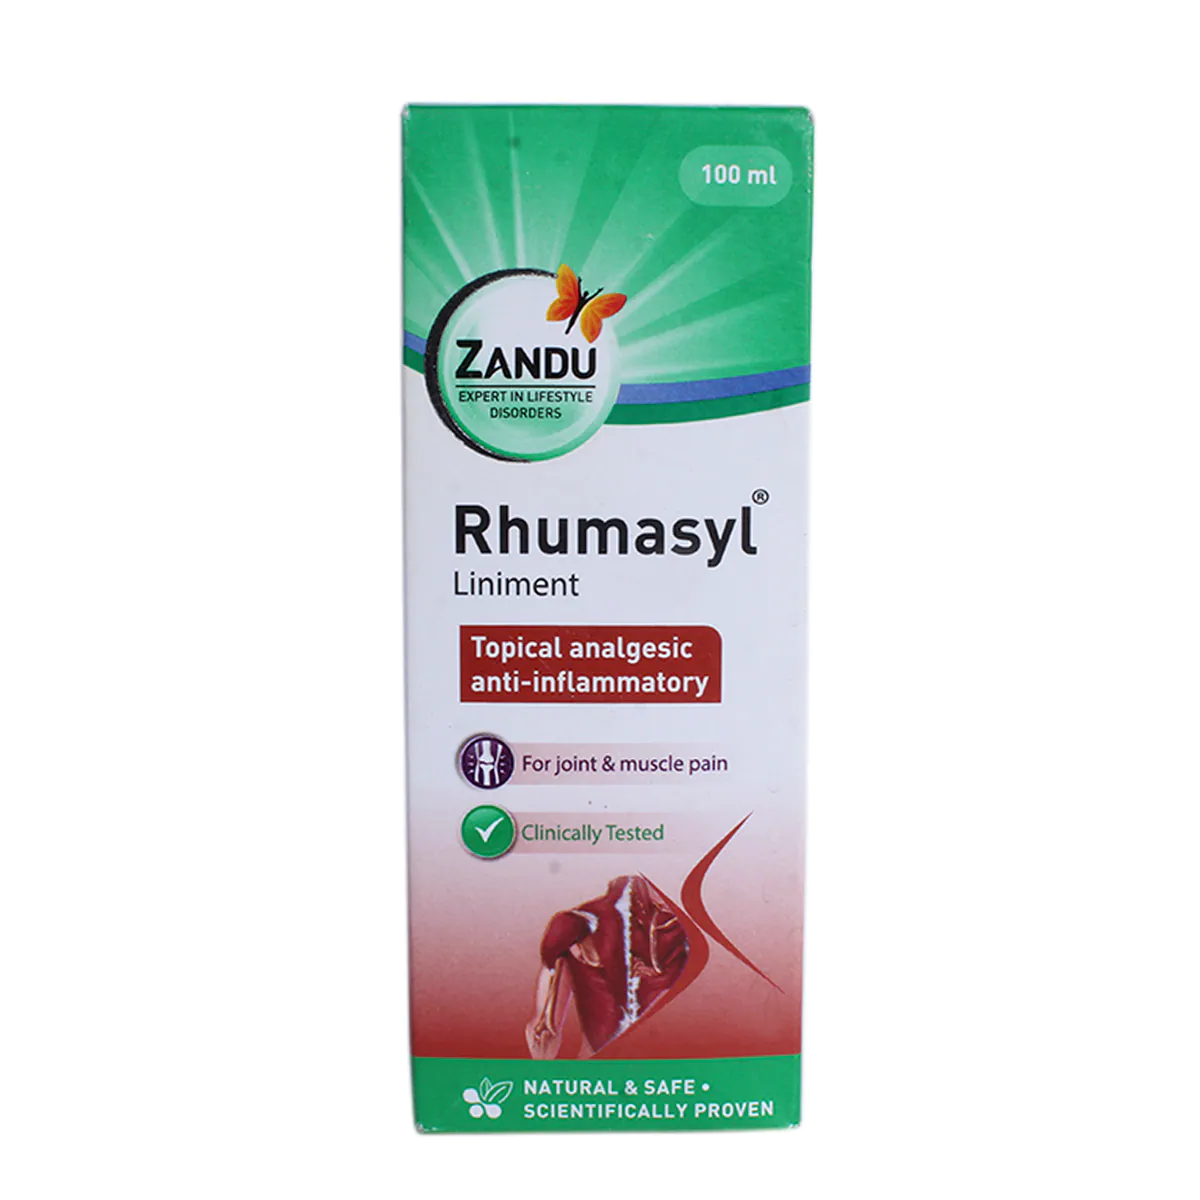 100 ml
ZANDU
EXPERT IN LIFESTYLE
DISORDERS
Rhumasyl®
Liniment
Topical analgesic
anti-inflammatory
For joint & muscle pain
Clinically Tested
NATURAL & SAFE •
SCIENTIFICALLY PROVEN